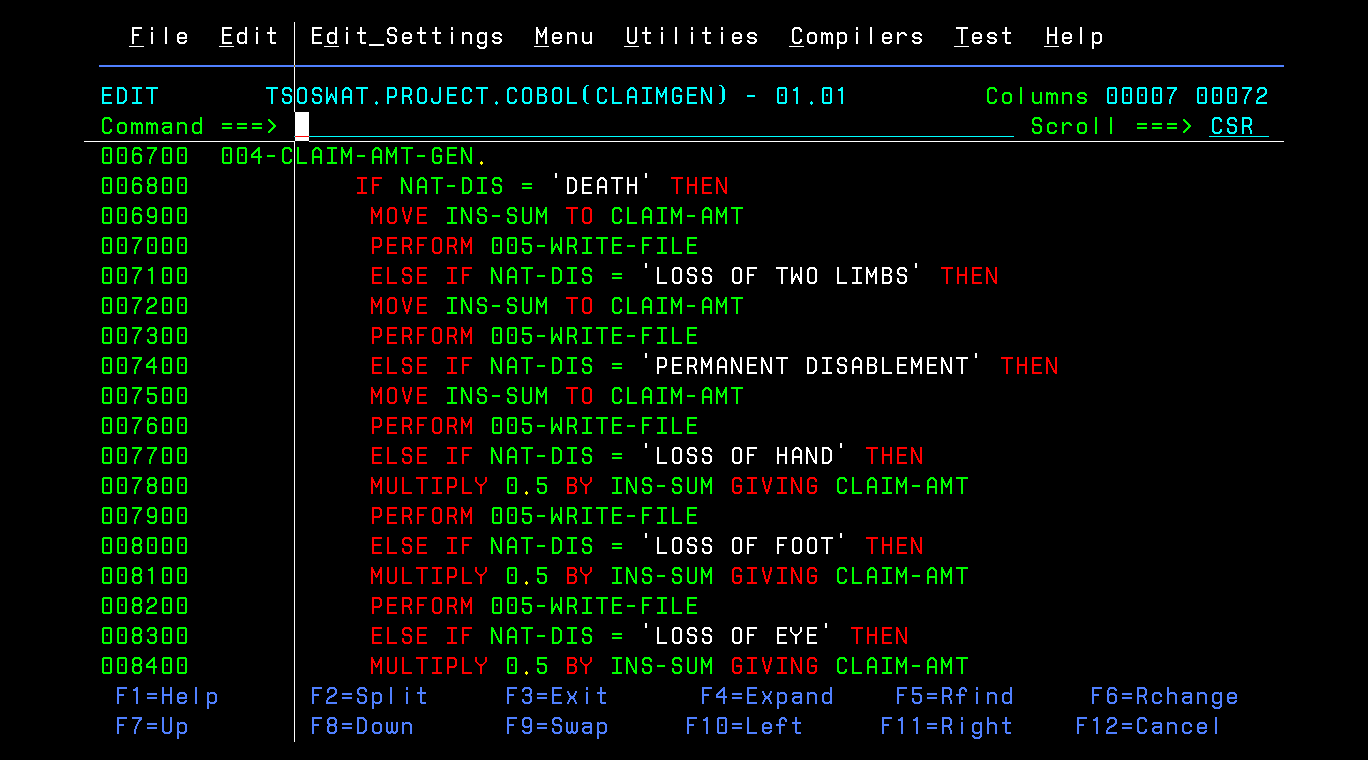 File Edit Edit_Settings Menu Utilities Compilers Test Help
EDIT TSOSWAT.PROJECT.COBOL(CLAIMGEN) - 01.01 Columns 00007 00072
Command ===> Scroll ===> CSR
006700 004-CLAIM-AMT-GEN.
006800 IF NAT-DIS = 'DEATH' THEN
006900 MOVE INS-SUM TO CLAIM-AMT
007000 PERFORM 005-WRITE-FILE
007100 ELSE IF NAT-DIS = 'LOSS OF TWO LIMBS' THEN
007200 MOVE INS-SUM TO CLAIM-AMT
007300 PERFORM 005-WRITE-FILE
007400 ELSE IF NAT-DIS = 'PERMANENT DISABLEMENT' THEN
007500 MOVE INS-SUM TO CLAIM-AMT
007600 PERFORM 005-WRITE-FILE
007700 ELSE IF NAT-DIS = 'LOSS OF HAND' THEN
007800 MULTIPLY 0.5 BY INS-SUM GIVING CLAIM-AMT
007900 PERFORM 005-WRITE-FILE
008000 ELSE IF NAT-DIS = 'LOSS OF FOOT' THEN
008100 MULTIPLY 0.5 BY INS-SUM GIVING CLAIM-AMT
008200 PERFORM 005-WRITE-FILE
008300 ELSE IF NAT-DIS = 'LOSS OF EYE' THEN
008400 MULTIPLY 0.5 BY INS-SUM GIVING CLAIM-AMT
F1=Help F2=Split F3=Exit F4=Expand F5=Rfind F6=Rchange
F7=Up F8=Down F9=Swap F10=Left F11=Right F12=Cancel